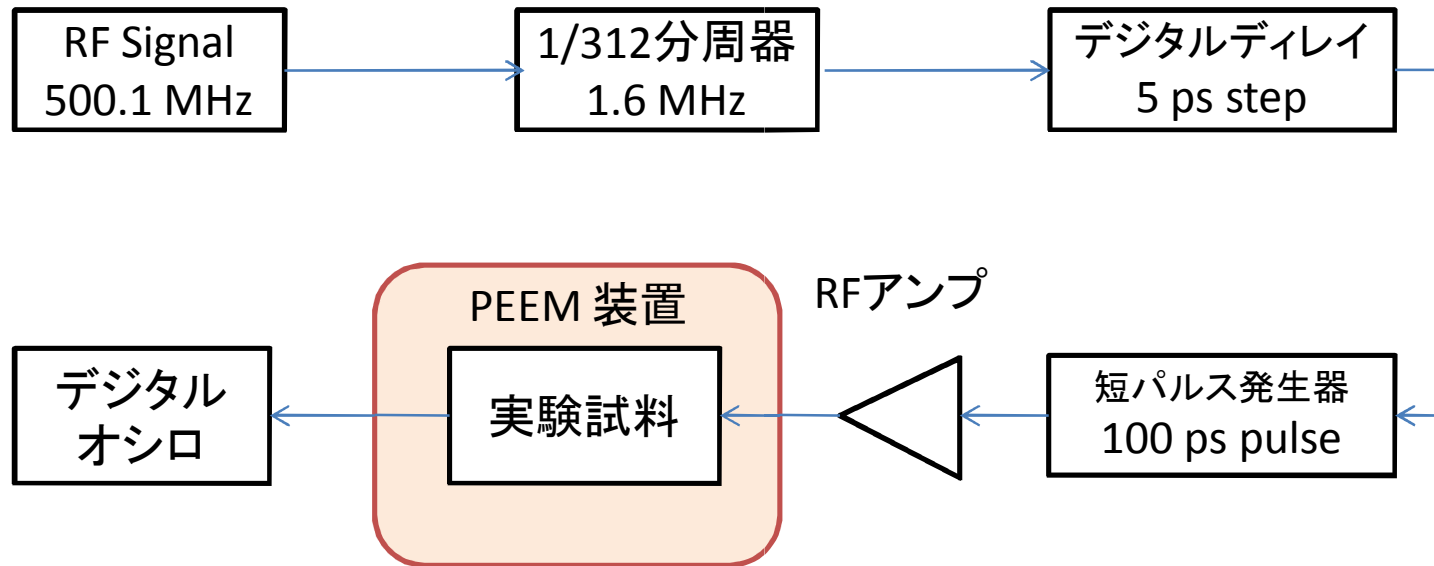 RF Signal
500.1 MHz
1/312分周器
1.6 MHz
デジタルディレイ
5 ps step
PEEM 装置
RFアンプ
デジタル
オシロ
実験試料
短パルス発生器
100 ps pulse